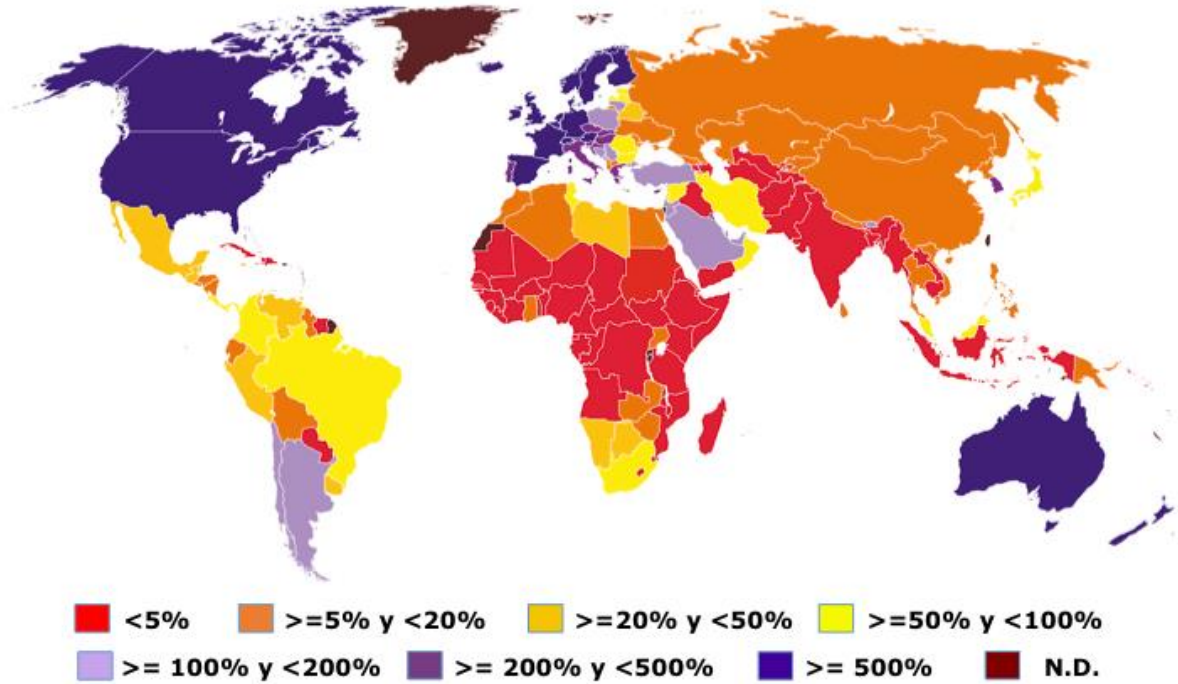 <5% >=5% y <20% >=20% y <50% >=50% y <100%
>= 100% y <200% >= 200% y <500% >= 500% N.D.